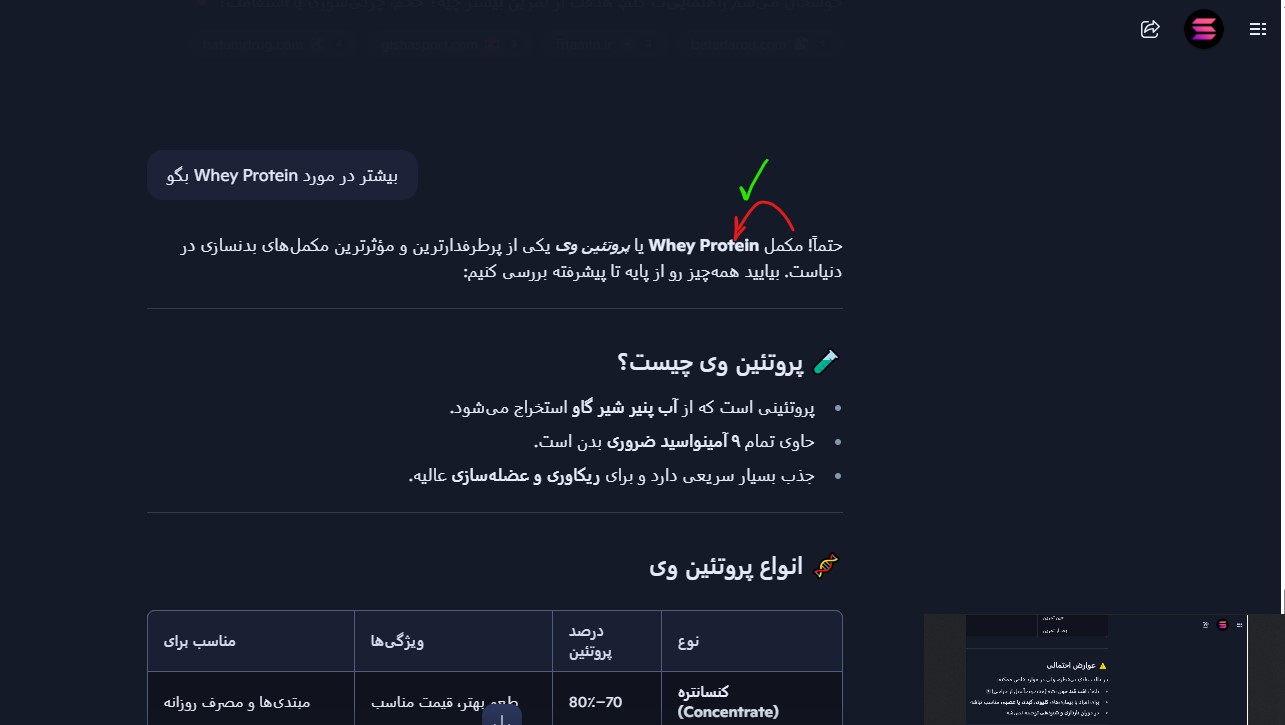 بیشتر در مورد Whey Protein بگو
حتماً! مکمل Whey Protein یا پروتئین وی یکی از پرطرفدارترین و مؤثرترین مکمل‌های بدنسازی در
دنیاست. بیایید همه‌چیز رو از پایه تا پیشرفته بررسی کنیم:
🧪 پروتئین وی چیست؟
• پروتئینی است که از آب پنیر شیر گاو استخراج می‌شود.
• حاوی تمام ۹ آمینواسید ضروری بدن است.
• جذب بسیار سریعی دارد و برای ریکاوری و عضله‌سازی عالیه.
🧬 انواع پروتئین وی
نوع
درصد
پروتئین
ویژگی‌ها
مناسب برای
کنسانتره
(Concentrate)
70–80٪
طعم بهتر، قیمت مناسب
مبتدی‌ها و مصرف روزانه
⚠️ عوارض احتمالی